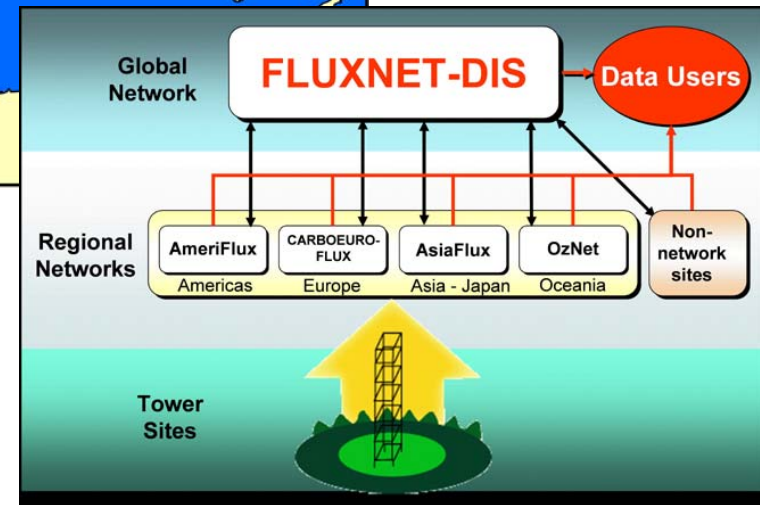 Global
Network
FLUXNET-DIS
Data Users
Regional
Networks
AmeriFlux
CARBOEURO-
FLUX
AsiaFlux
OzNet
Americas
Europe
Asia - Japan
Oceania
Non-
network
sites
Tower
Sites